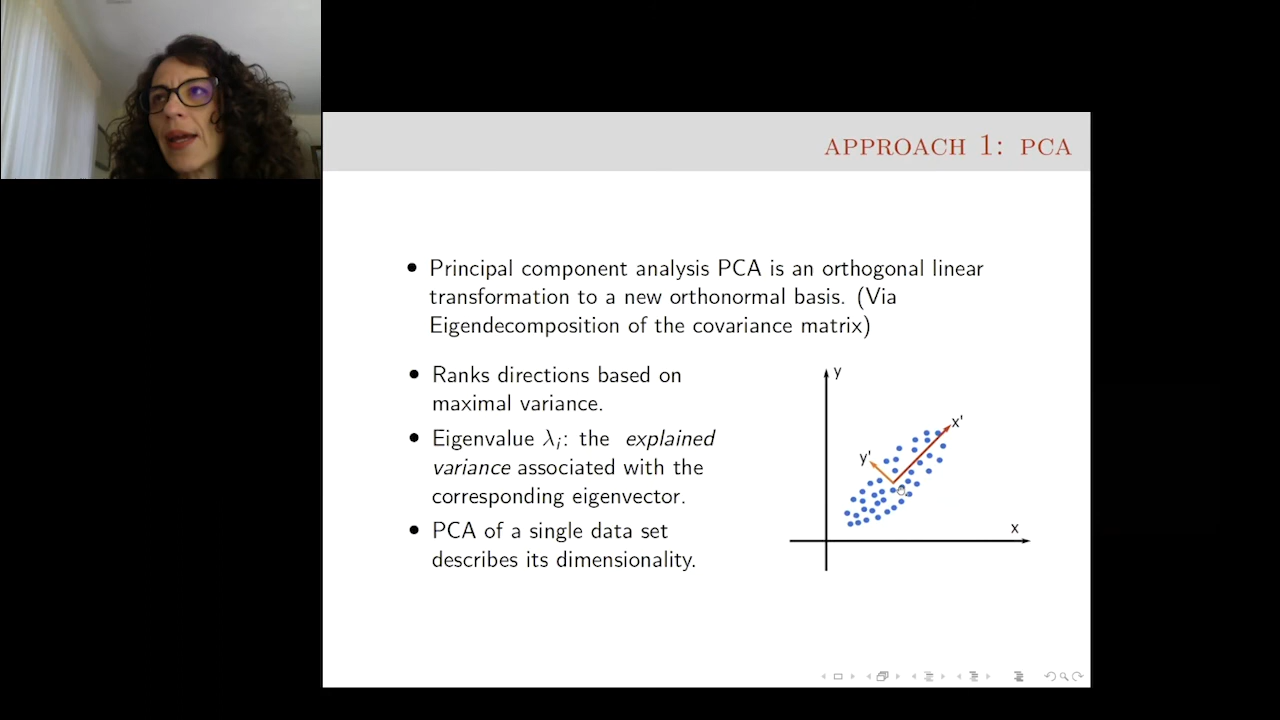 APPROACH 1: PCA
• Principal component analysis PCA is an orthogonal linear
transformation to a new orthonormal basis. (Via
Eigendecomposition of the covariance matrix)
• Ranks directions based on
maximal variance.
• Eigenvalue λᵢ: the explained
variance associated with the
corresponding eigenvector.
• PCA of a single data set
describes its dimensionality.
y
x'
y'
x